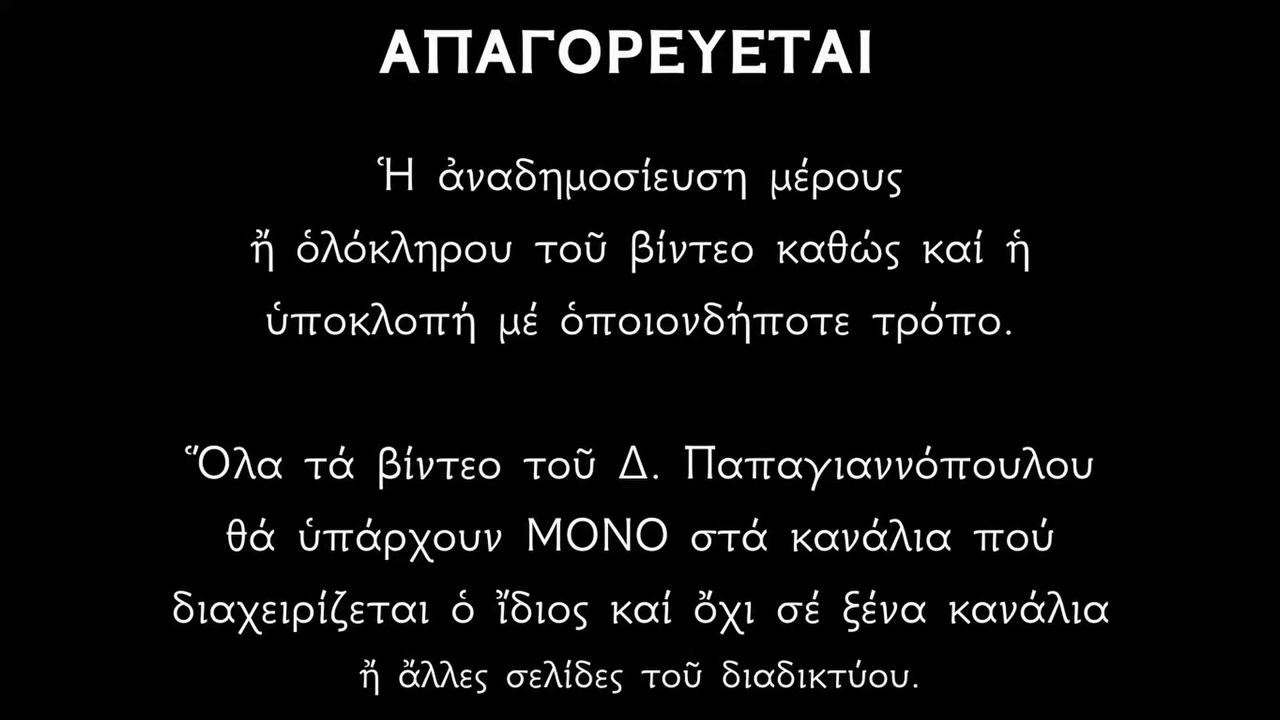 ΑΠΑΓΟΡΕΥΕΤΑΙ
Ἡ ἀναδημοσίευση μέρους
ἤ ὁλόκληρου τοῦ βίντεο καθώς καί ἡ
ὑποκλοπή μέ ὁποιονδήποτε τρόπο.
Ὅλα τά βίντεο τοῦ Δ. Παπαγιαννόπουλου
θά ὑπάρχουν ΜΟΝΟ στά κανάλια πού
διαχειρίζεται ὁ ἴδιος καί ὄχι σέ ξένα κανάλια
ἤ ἄλλες σελίδες τοῦ διαδικτύου.